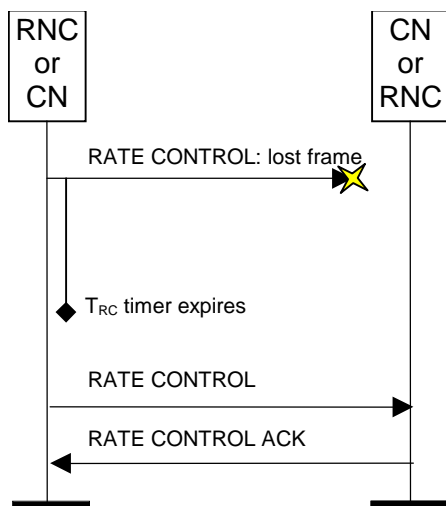 RNC
or
CN
CN
or
RNC
RATE CONTROL: lost frame
TRC timer expires
RATE CONTROL
RATE CONTROL ACK